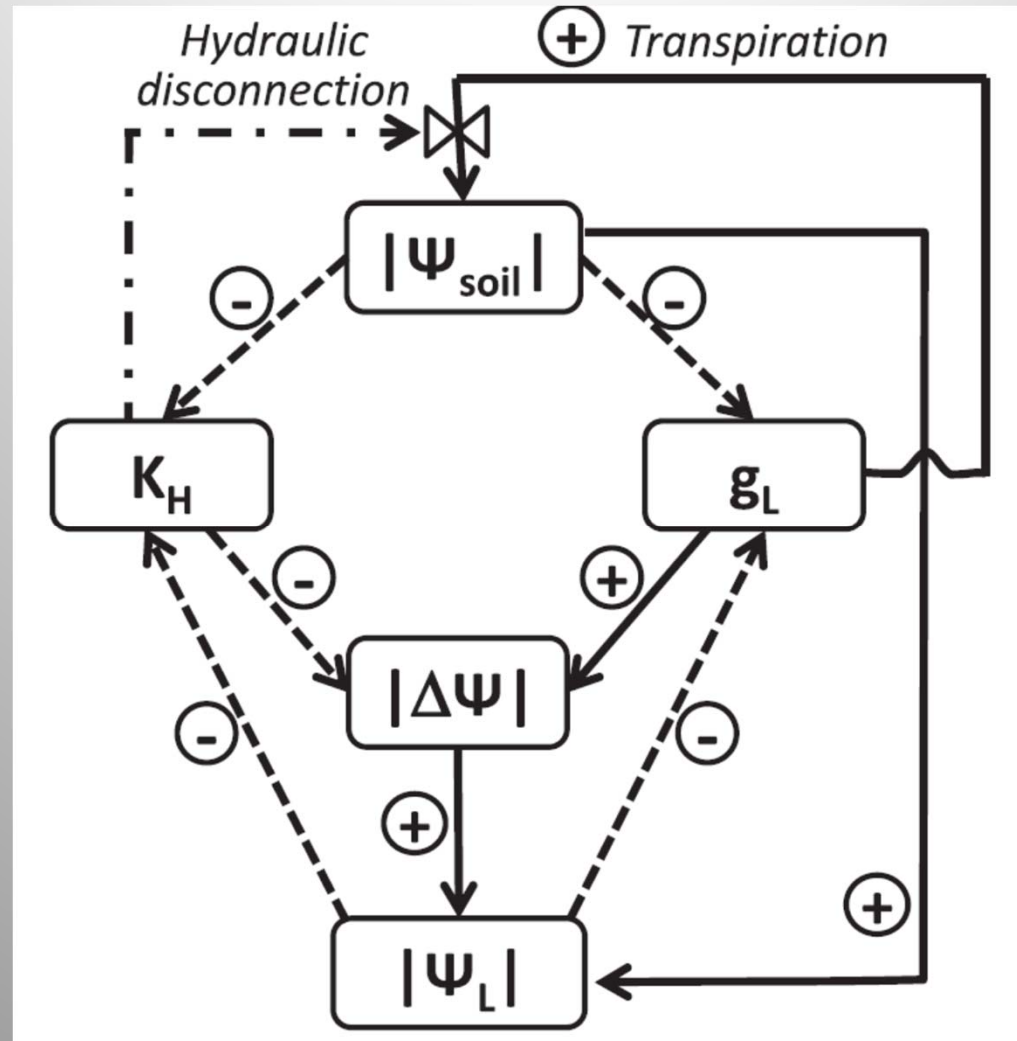 Hydraulic
disconnection
+ Transpiration
|Ψsoil|
-
-
KH
gL
-
+
|ΔΨ|
-
-
+
+
|ΨL|